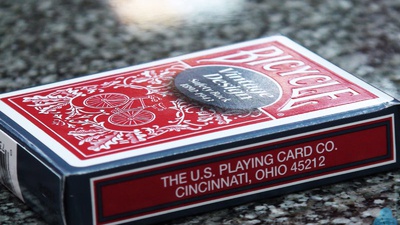 BICYCLE
Vintage
Design
THE U.S. PLAYING CARD CO.
CINCINNATI, OHIO 45212